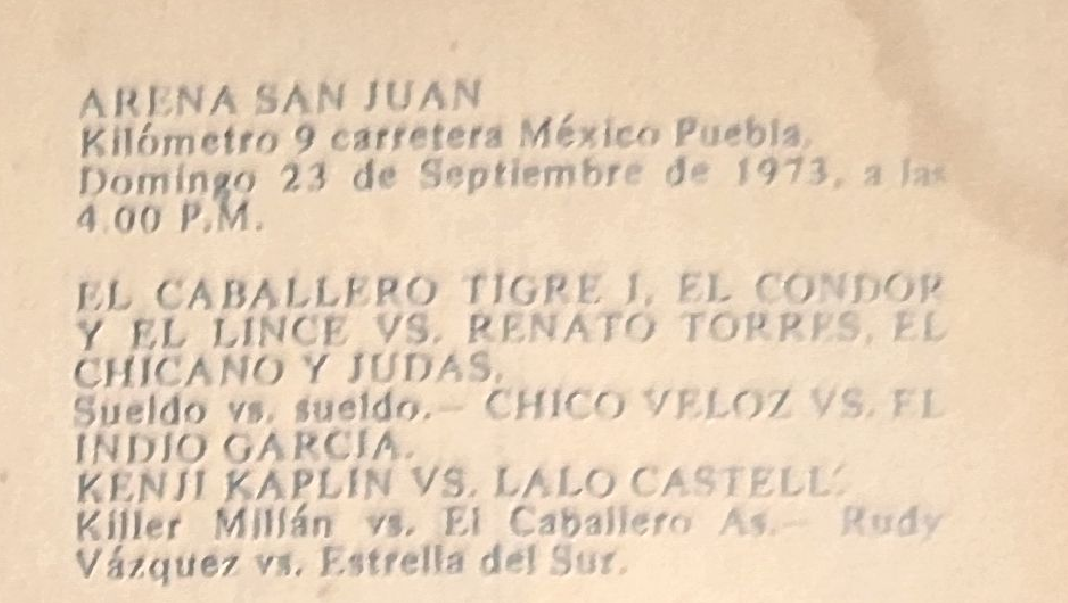 ARENA SAN JUAN
Kilómetro 9 carretera México Puebla,
Domingo 23 de Septiembre de 1973, a las
4.00 P.M.
EL CABALLERO TIGRE I, EL CONDOR
Y EL LINCE VS. RENATO TORRES, EL
CHICANO Y JUDAS.
Sueldo vs. sueldo.— CHICO VELOZ VS. EL
INDIO GARCIA.
KENJI KAPLIN VS. LALO CASTELL
Killer Millán vs. El Caballero As.— Rudy
Vázquez vs. Estrella del Sur.